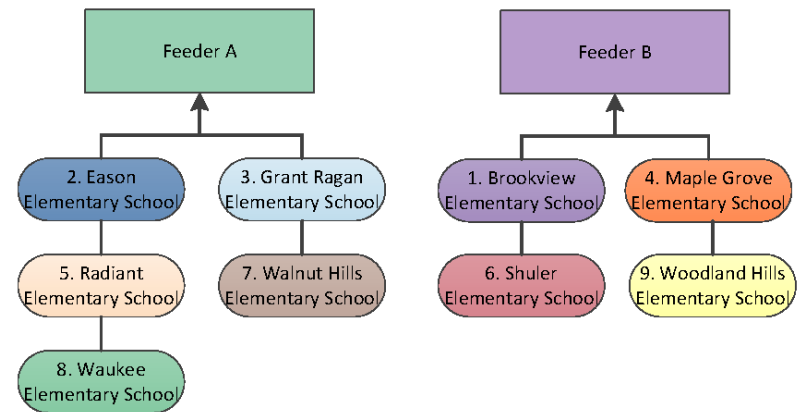 Feeder A
Feeder B
2. Eason
Elementary School
3. Grant Ragan
Elementary School
1. Brookview
Elementary School
4. Maple Grove
Elementary School
5. Radiant
Elementary School
7. Walnut Hills
Elementary School
6. Shuler
Elementary School
9. Woodland Hills
Elementary School
8. Waukee
Elementary School